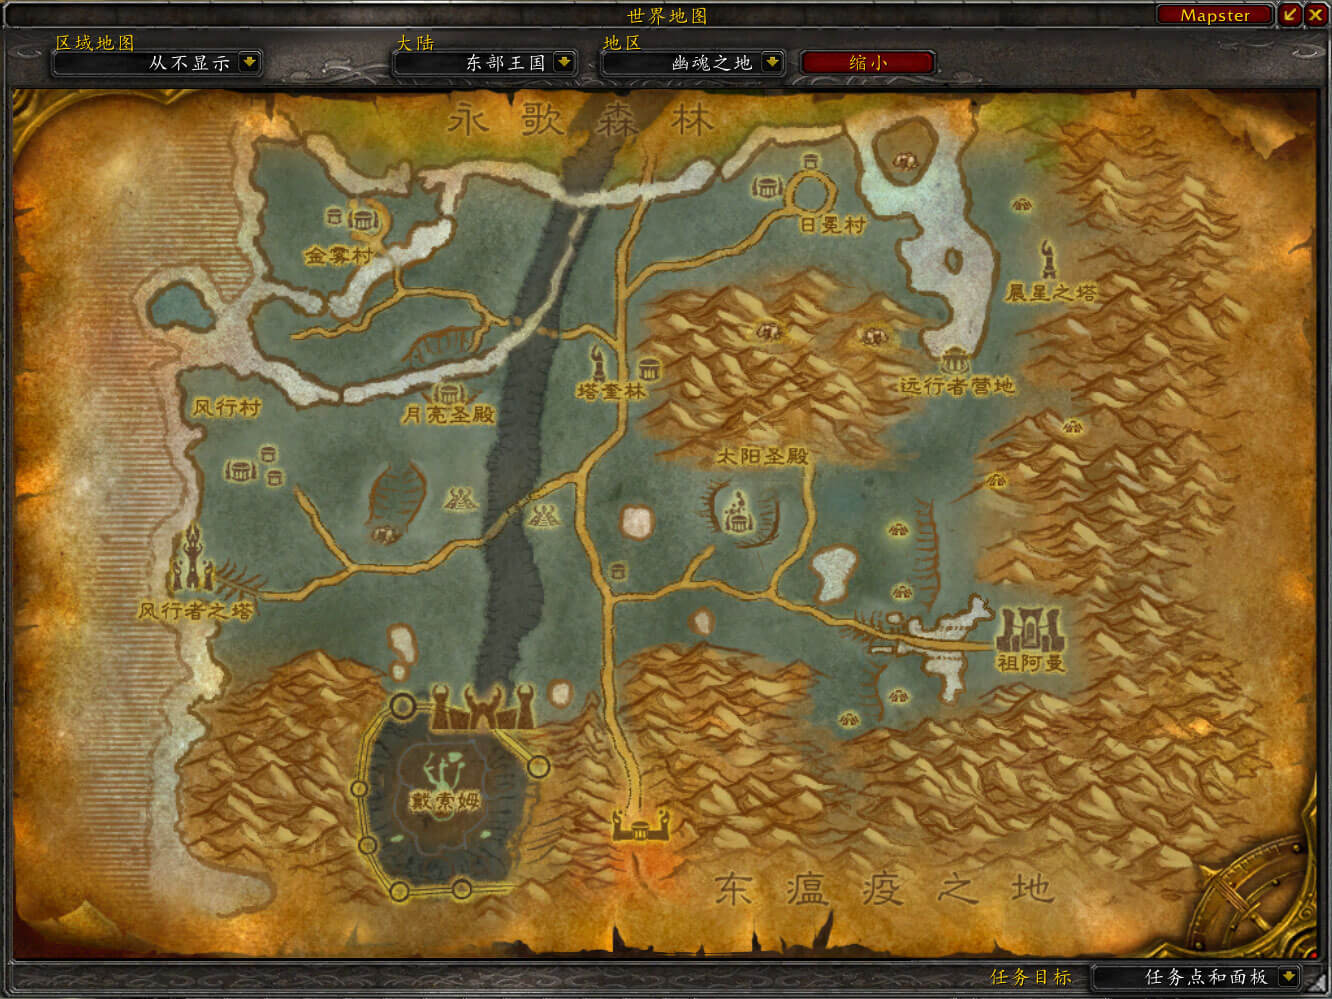 世界地图
Mapster
区域地图
大陆
地区
从不显示
东部王国
幽魂之地
缩小
永歌森林
日冕村
金雾村
晨星之塔
塔奎林
远行者营地
风行村
月亮圣殿
太阳圣殿
风行者之塔
祖阿曼
戴索姆
东瘟疫之地
任务目标
任务点和面板